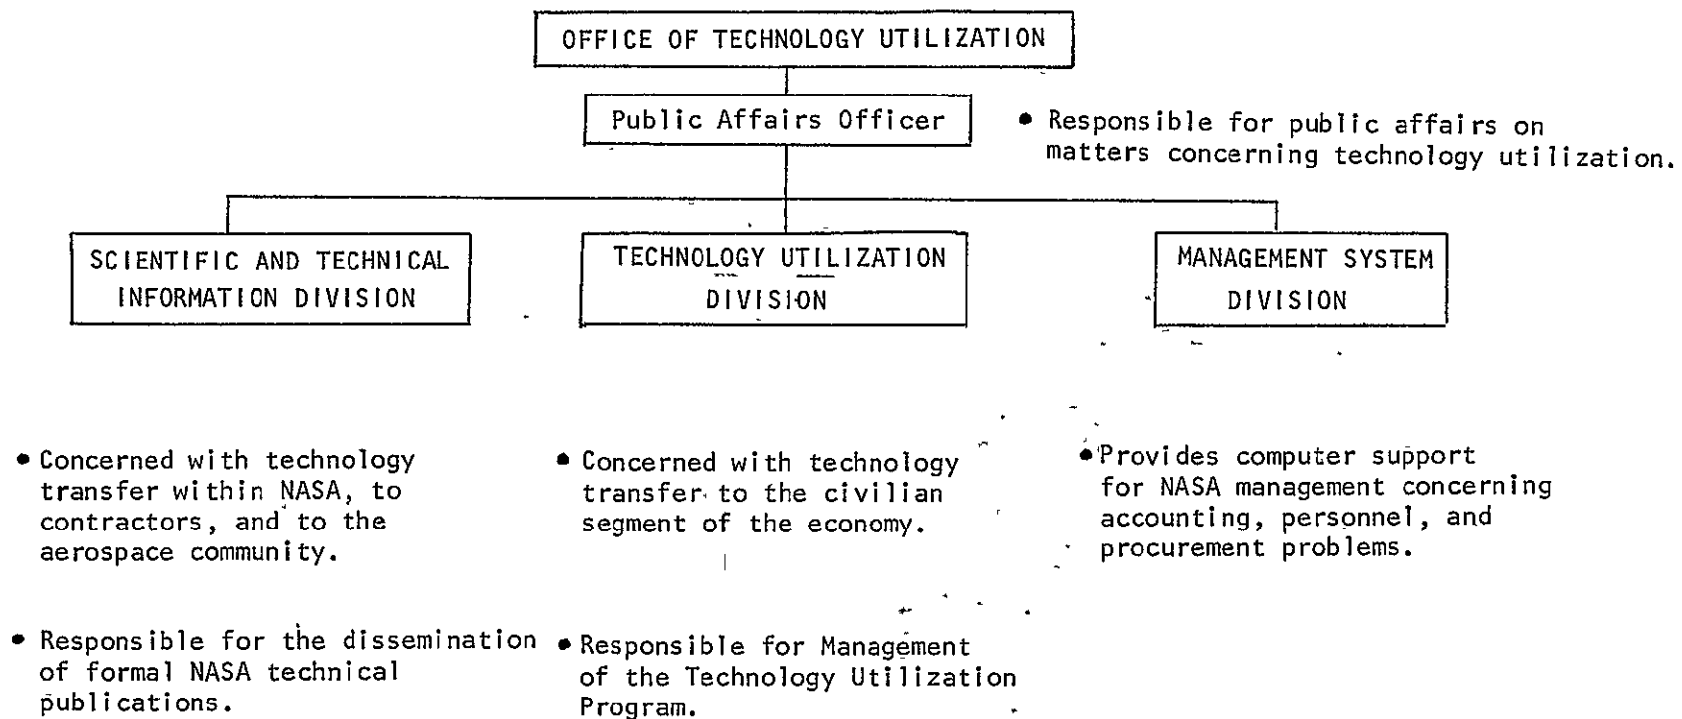 OFFICE OF TECHNOLOGY UTILIZATION
Public Affairs Officer
• Responsible for public affairs on
matters concerning technology utilization.
SCIENTIFIC AND TECHNICAL
INFORMATION DIVISION
TECHNOLOGY UTILIZATION
DIVISION
MANAGEMENT SYSTEM
DIVISION
• Concerned with technology
transfer within NASA, to
contractors, and to the
aerospace community.
• Responsible for the dissemination
of formal NASA technical
publications.
• Concerned with technology
transfer to the civilian
segment of the economy.
• Responsible for Management
of the Technology Utilization
Program.
• Provides computer support
for NASA management concerning
accounting, personnel, and
procurement problems.